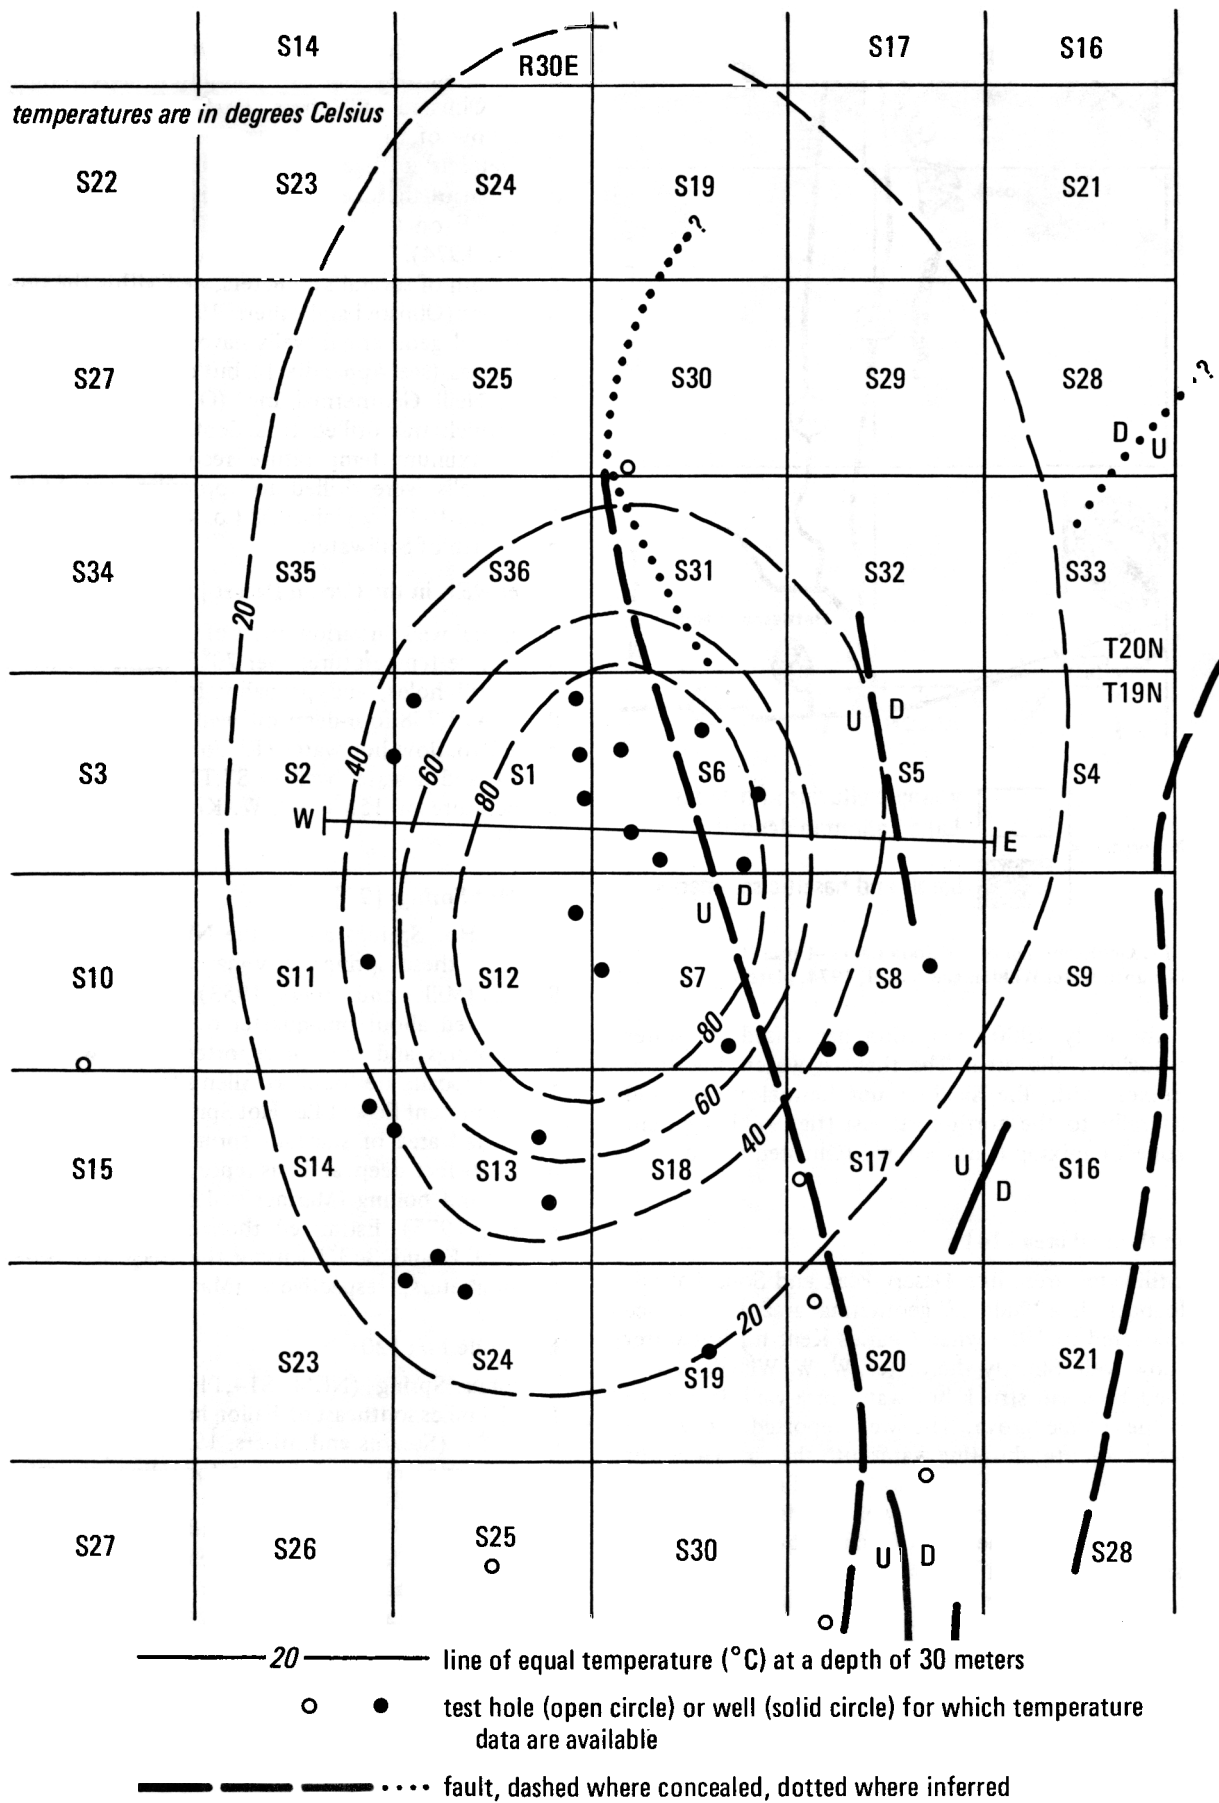 S14
S17
S16
R30E
temperatures are in degrees Celsius
S22
S23
S24
S19
S21
?
S27
S25
S30
S29
S28
?
D
U
S34
S35
S36
S31
S32
S33
20
T20N
T19N
U
D
S3
S2
40
60
80
S1
S6
S5
S4
W
E
U
D
S10
S11
S12
S7
S8
S9
80
60
40
S15
S14
S13
S18
S17
U
D
S16
20
S23
S24
S19
S20
S21
S27
S26
S25
S30
U
D
S28
20
line of equal temperature (°C) at a depth of 30 meters
test hole (open circle) or well (solid circle) for which temperature
data are available
fault, dashed where concealed, dotted where inferred